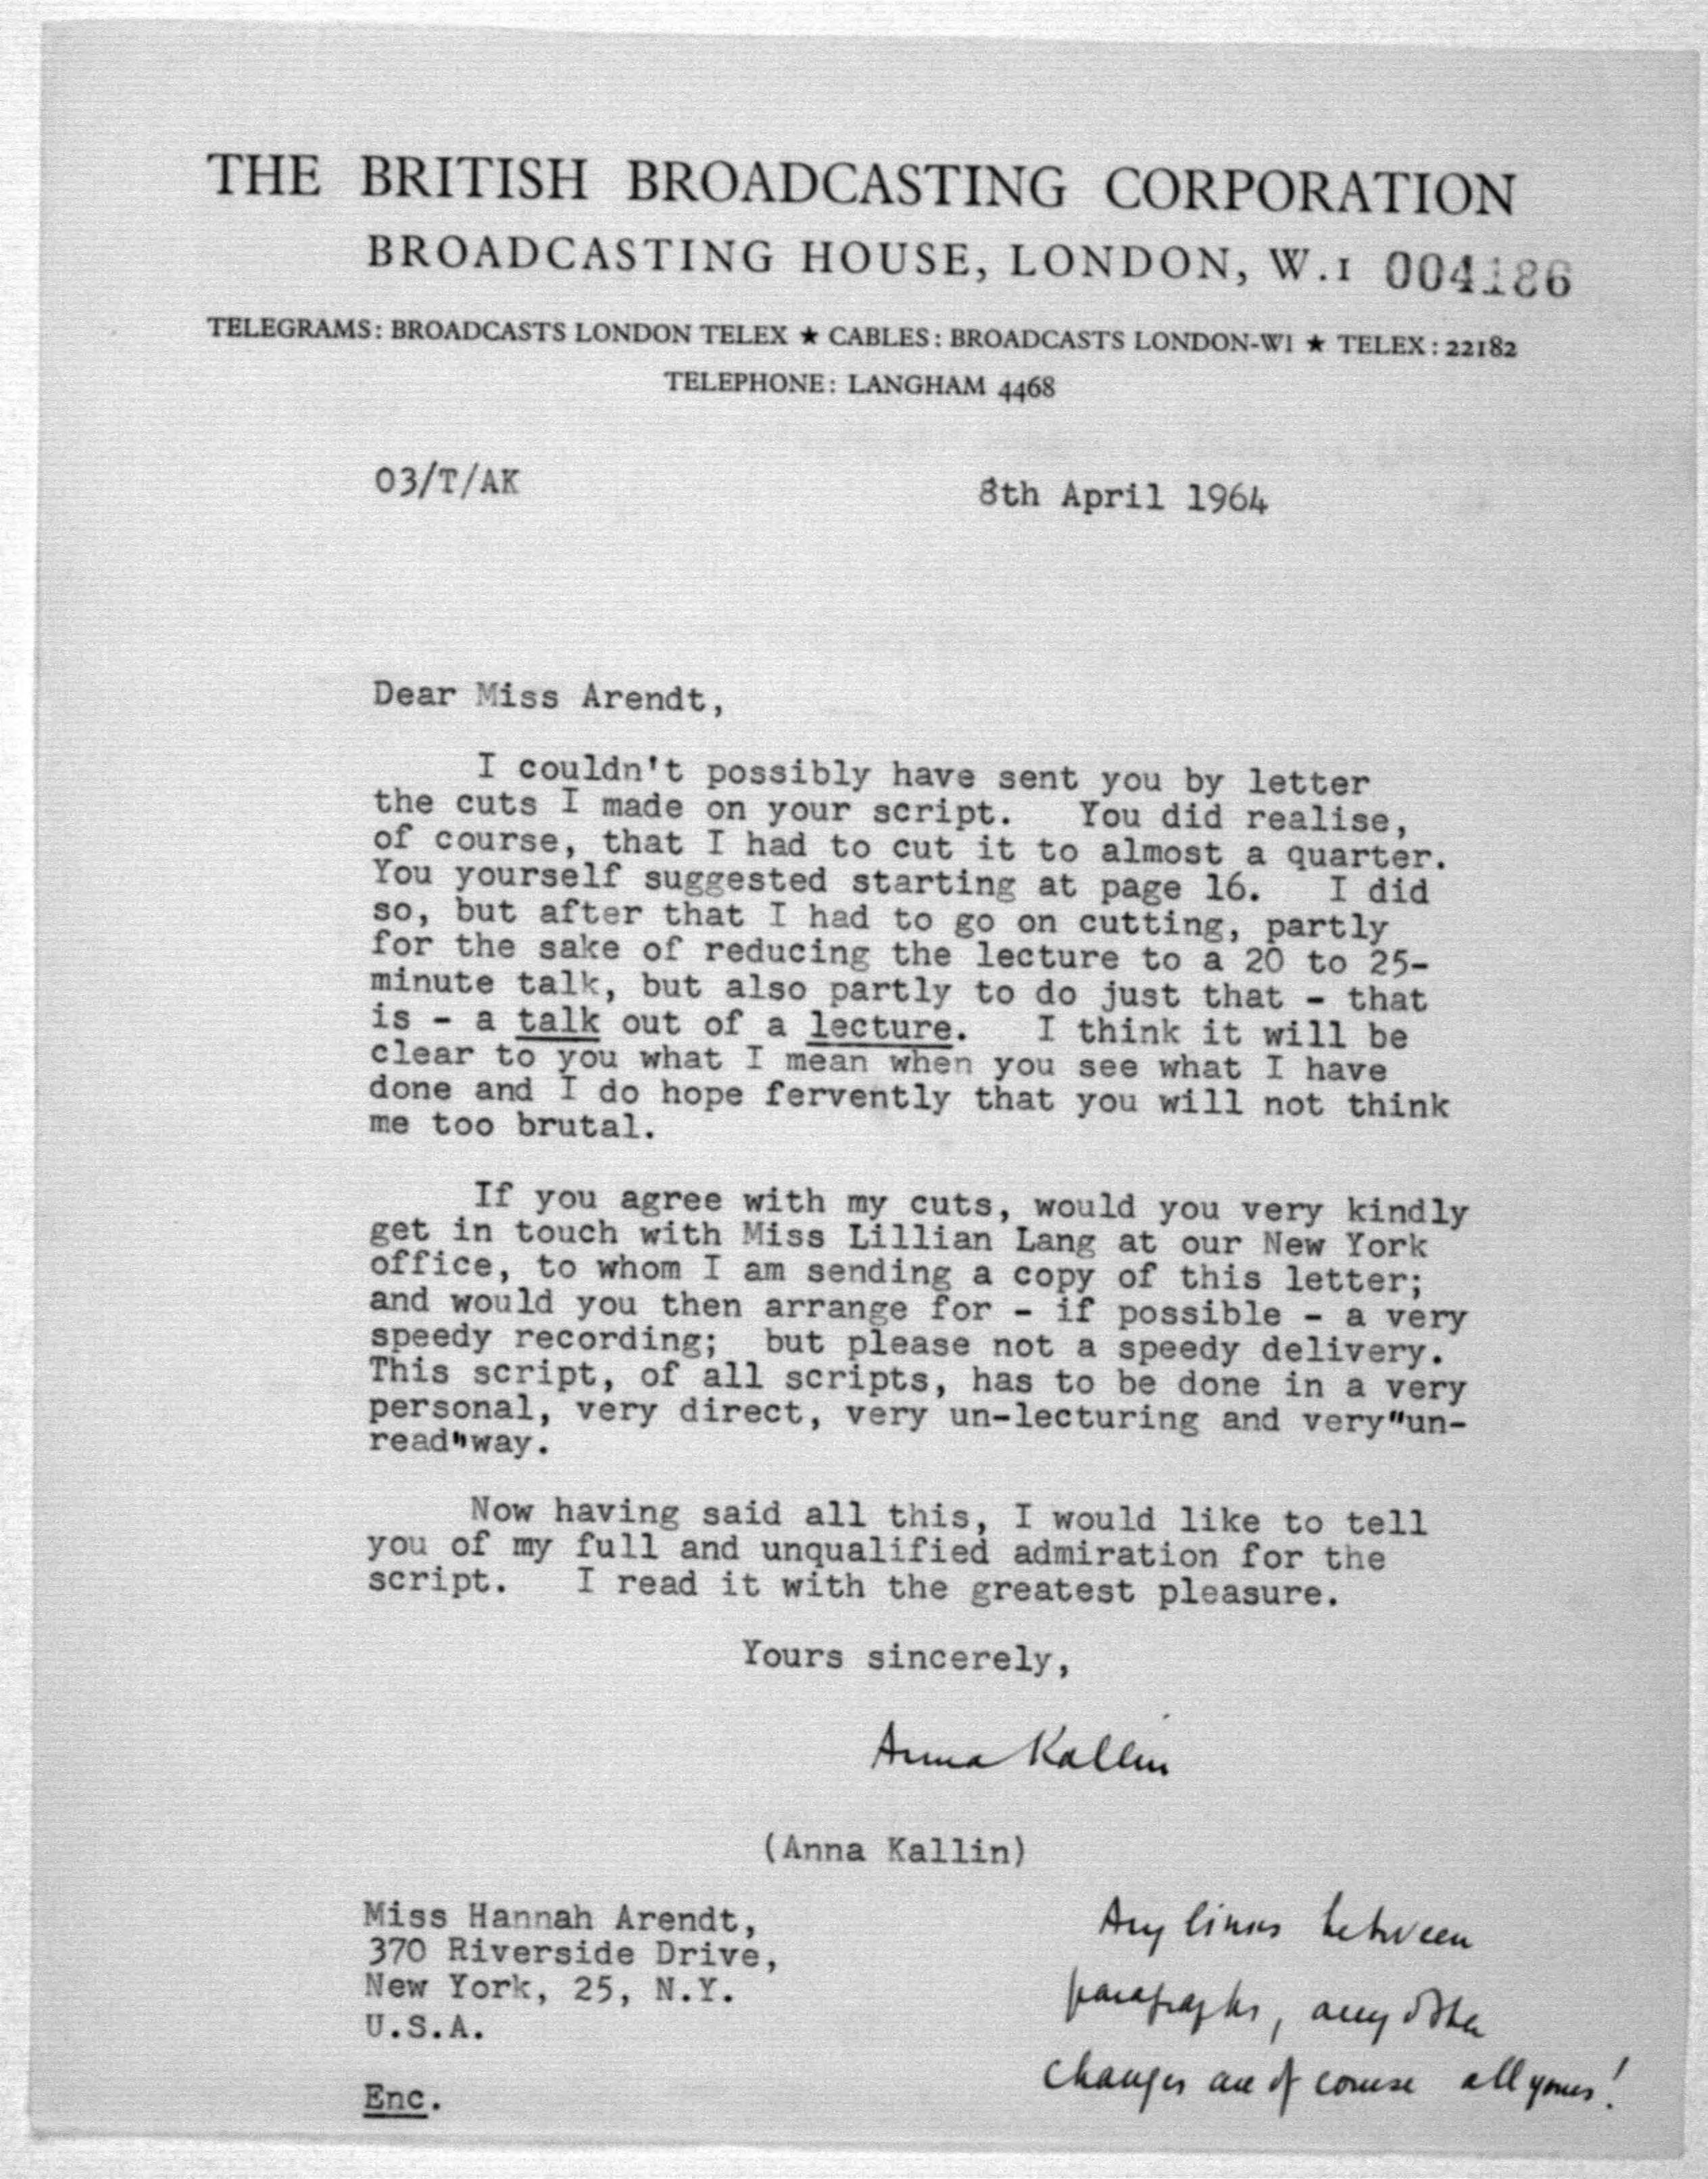 THE BRITISH BROADCASTING CORPORATION
BROADCASTING HOUSE, LONDON, W.1 004186
TELEGRAMS: BROADCASTS LONDON TELEX ★ CABLES: BROADCASTS LONDON-W1 ★ TELEX: 22182
TELEPHONE: LANGHAM 4468
03/T/AK
8th April 1964
Dear Miss Arendt,
I couldn't possibly have sent you by letter
the cuts I made on your script. You did realise,
of course, that I had to cut it to almost a quarter.
You yourself suggested starting at page 16. I did
so, but after that I had to go on cutting, partly
for the sake of reducing the lecture to a 20 to 25-
minute talk, but also partly to do just that - that
is - a talk out of a lecture. I think it will be
clear to you what I mean when you see what I have
done and I do hope fervently that you will not think
me too brutal.
If you agree with my cuts, would you very kindly
get in touch with Miss Lillian Lang at our New York
office, to whom I am sending a copy of this letter;
and would you then arrange for - if possible - a very
speedy recording; but please not a speedy delivery.
This script, of all scripts, has to be done in a very
personal, very direct, very un-lecturing and very"un-
read"way.
Now having said all this, I would like to tell
you of my full and unqualified admiration for the
script. I read it with the greatest pleasure.
Yours sincerely,
Anna Kallin
(Anna Kallin)
Miss Hannah Arendt,
370 Riverside Drive,
New York, 25, N.Y.
U.S.A.
Enc.
Any links between
paragraphs, any other
changes are of course all yours!